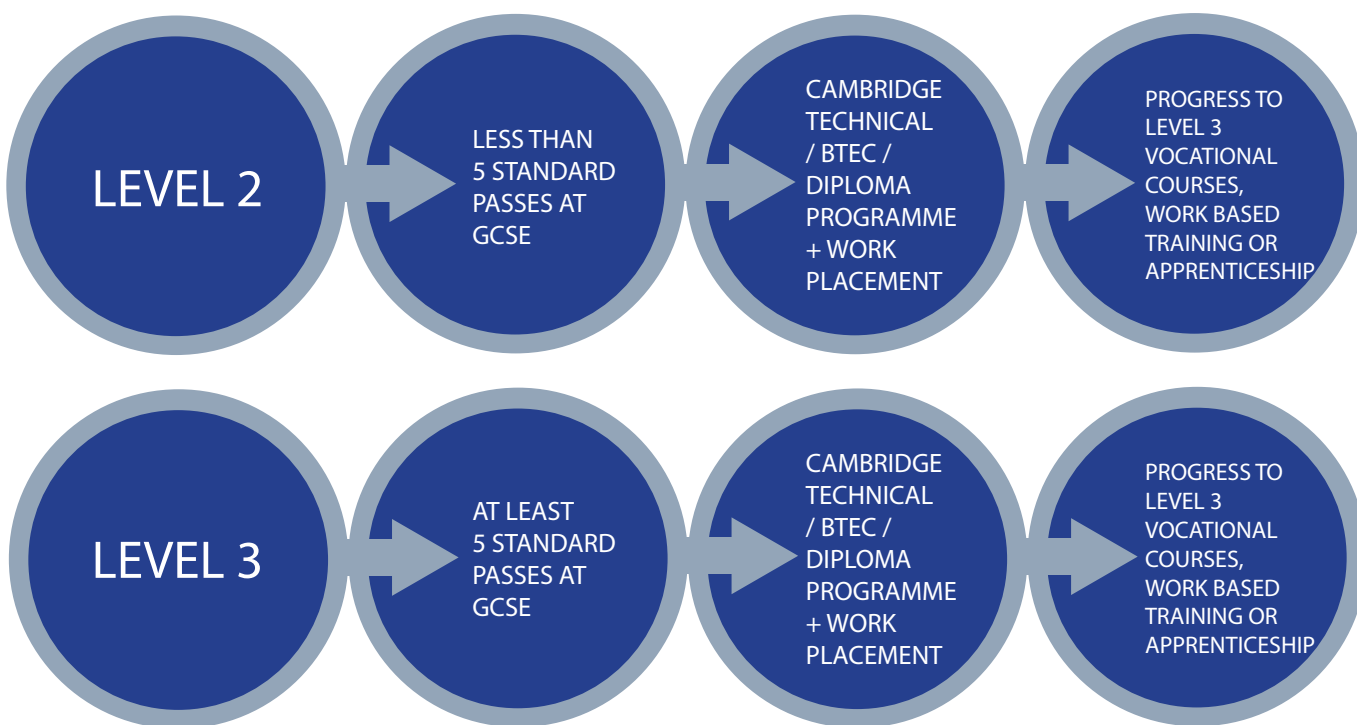 LEVEL 2
LESS THAN
5 STANDARD
PASSES AT
GCSE
CAMBRIDGE
TECHNICAL
/ BTEC /
DIPLOMA
PROGRAMME
+ WORK
PLACEMENT
PROGRESS TO
LEVEL 3
VOCATIONAL
COURSES,
WORK BASED
TRAINING OR
APPRENTICESHIP
LEVEL 3
AT LEAST
5 STANDARD
PASSES AT
GCSE
CAMBRIDGE
TECHNICAL
/ BTEC /
DIPLOMA
PROGRAMME
+ WORK
PLACEMENT
PROGRESS TO
LEVEL 3
VOCATIONAL
COURSES,
WORK BASED
TRAINING OR
APPRENTICESHIP